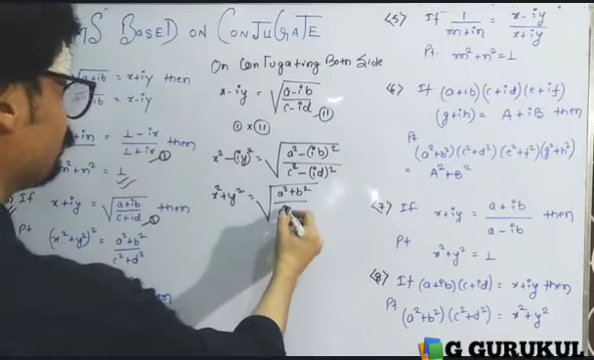 BASED ON CONJUGATE
√a+ib = x+iy then
ib = x-iy
+in = 1-ix / 1+ix then ①
m²+n² = 1
If x+iy = √(a+ib / c+id) then ①
Pt (x²+y²)² = a²+b² / c²+d²
then
On Conjugating Both Side
x-iy = √(a-ib / c-id) ⑪
① × ⑪
x²-(iy)² = √(a²-(ib)² / c²-(id)²)
x²+y² = √(a²+b² /
(5) If 1 / m+in = x-iy / x+iy
Pt m²+n²=1
(6) If (a+b)(c+id)(e+if)
(g+ih) = A+iB then
Pt (a²+b²)(c²+d²)(e²+f²)(g²+h²)
= A²+B²
(7) If x+iy = a+ib / a-ib
Pt x²+y² = 1
(8) If (a+ib)(c+id) = x+iy then
Pt (a²+b²)(c²+d²) = x²+y²
G GURUKUL